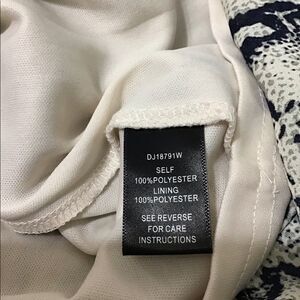 DJ18791W
SELF
100%POLYESTER
LINING
100%POLYESTER
SEE REVERSE
FOR CARE
INSTRUCTIONS